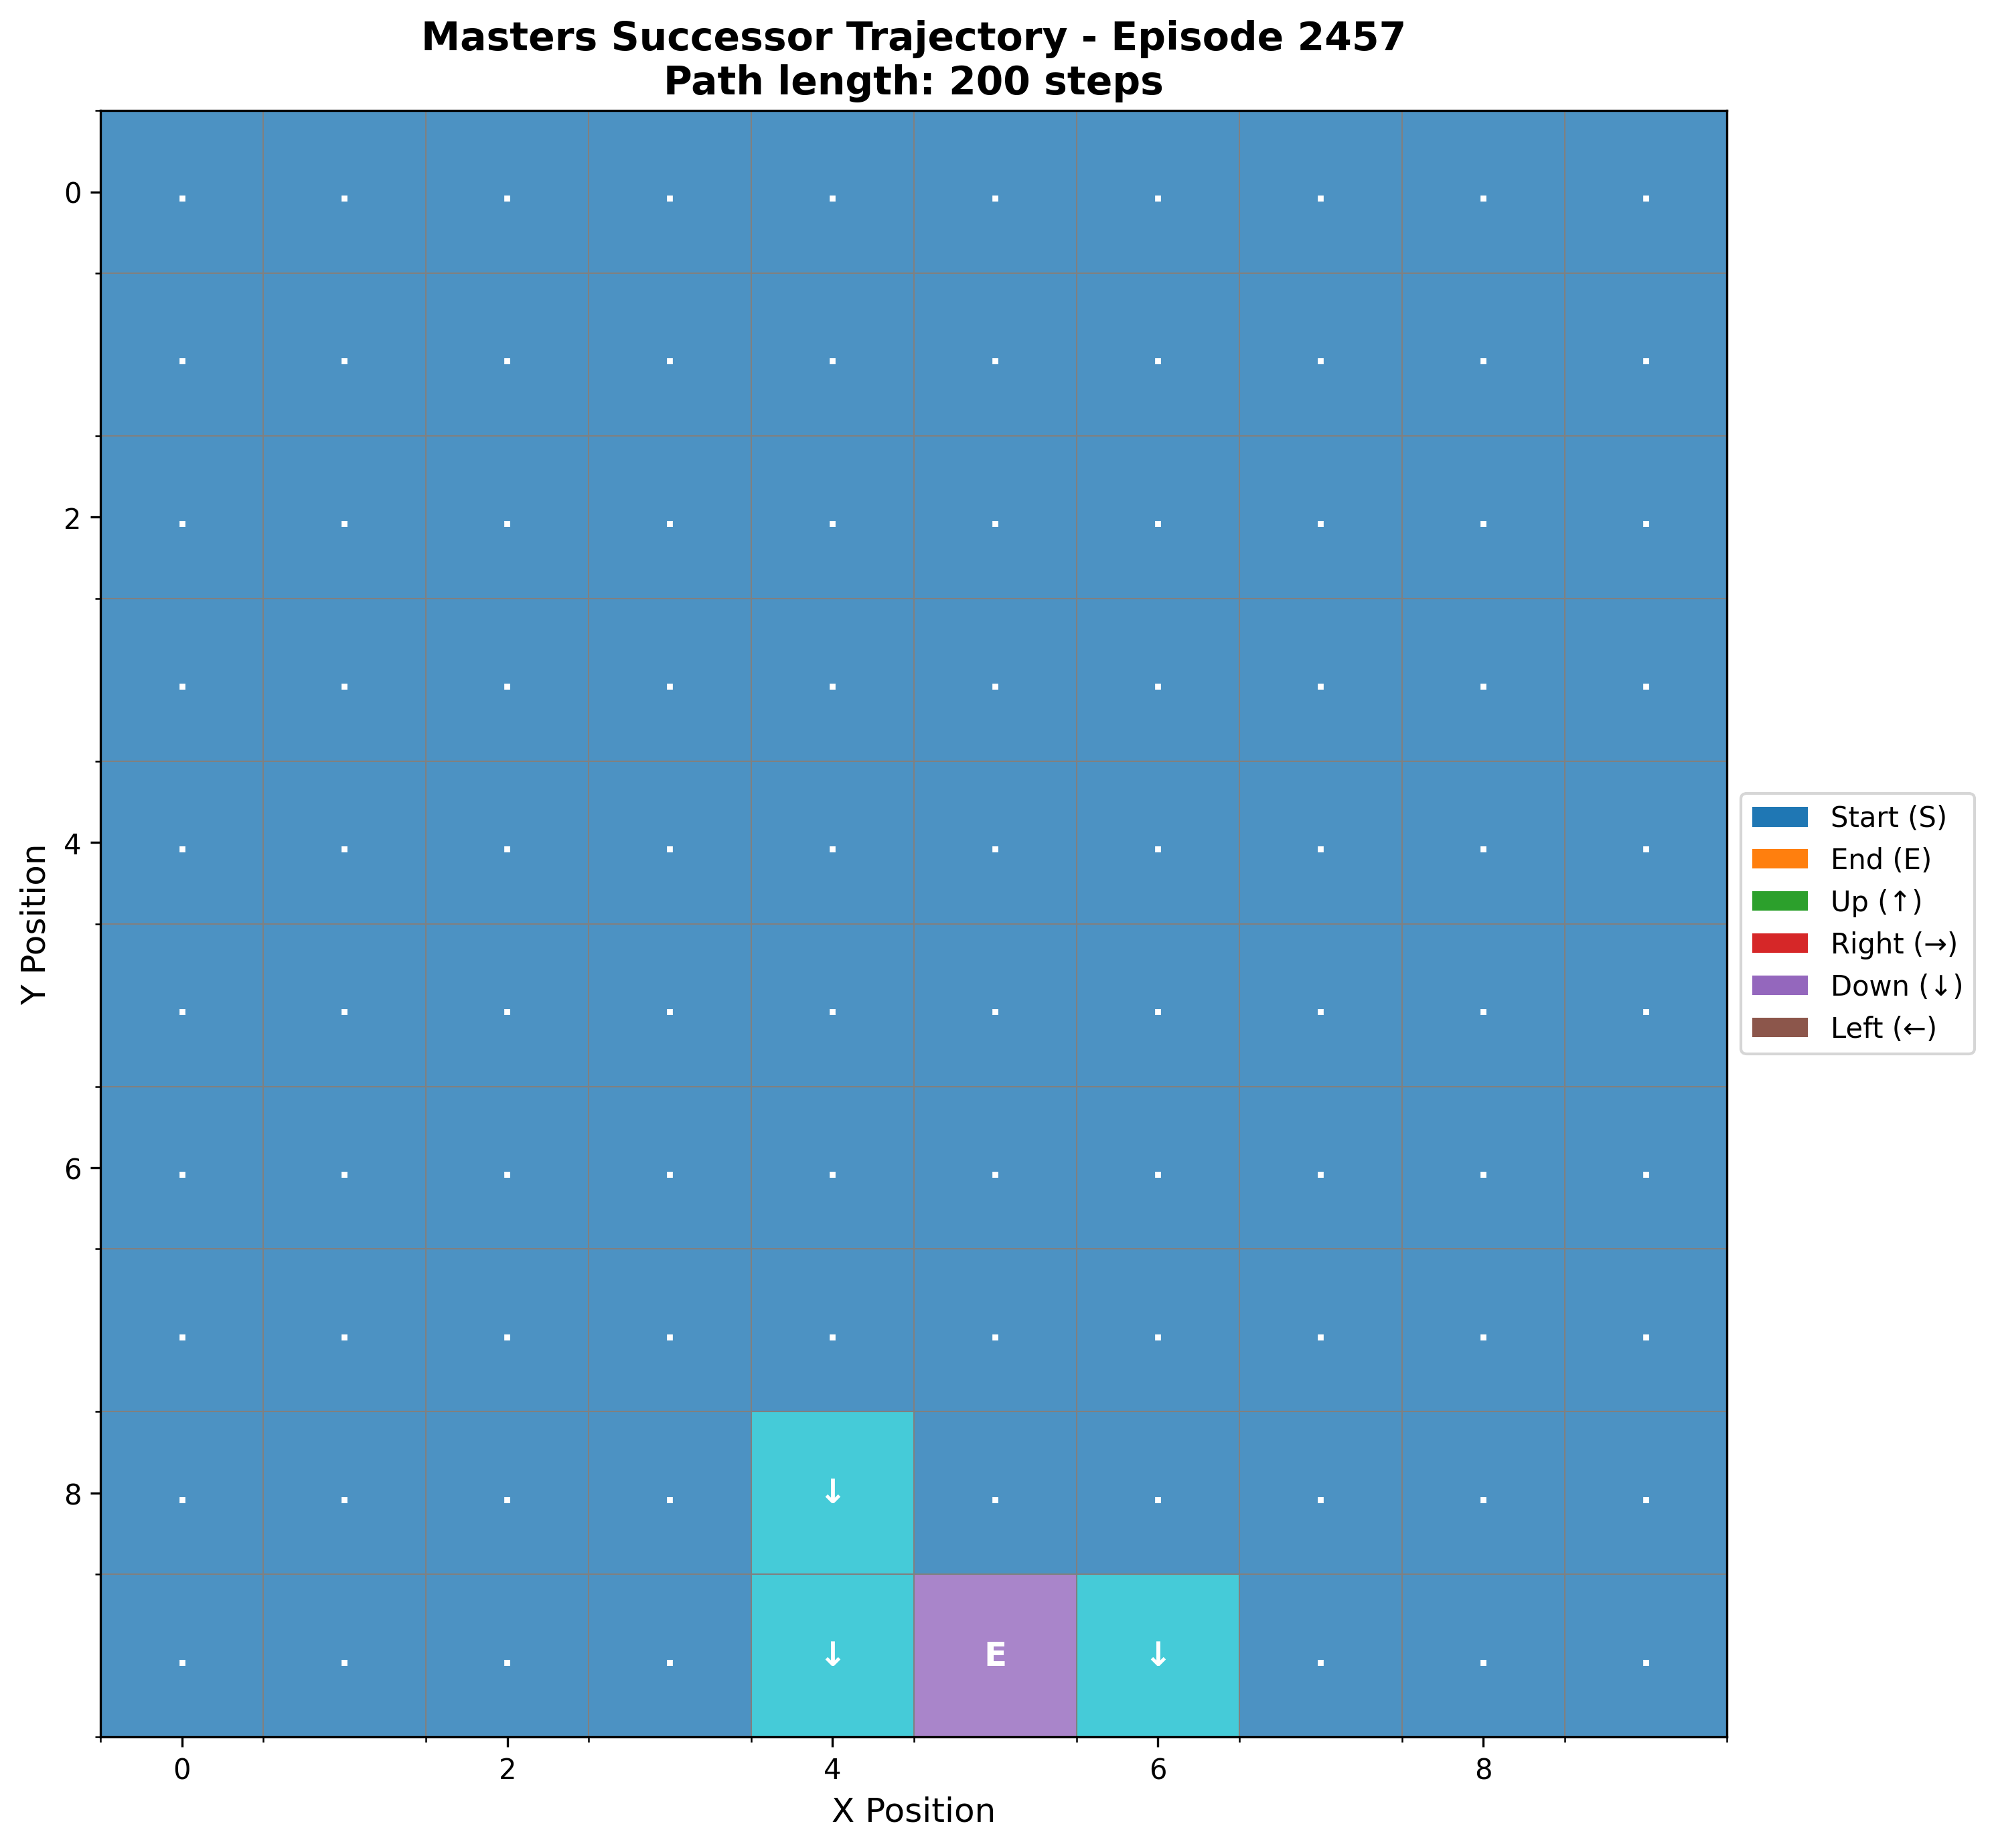 Masters Successor Trajectory - Episode 2457
Path length: 200 steps
0
2
4
6
8
Y Position
↓
↓ E ↓
0 2 4 6 8
X Position
Start (S)
End (E)
Up (↑)
Right (→)
Down (↓)
Left (←)